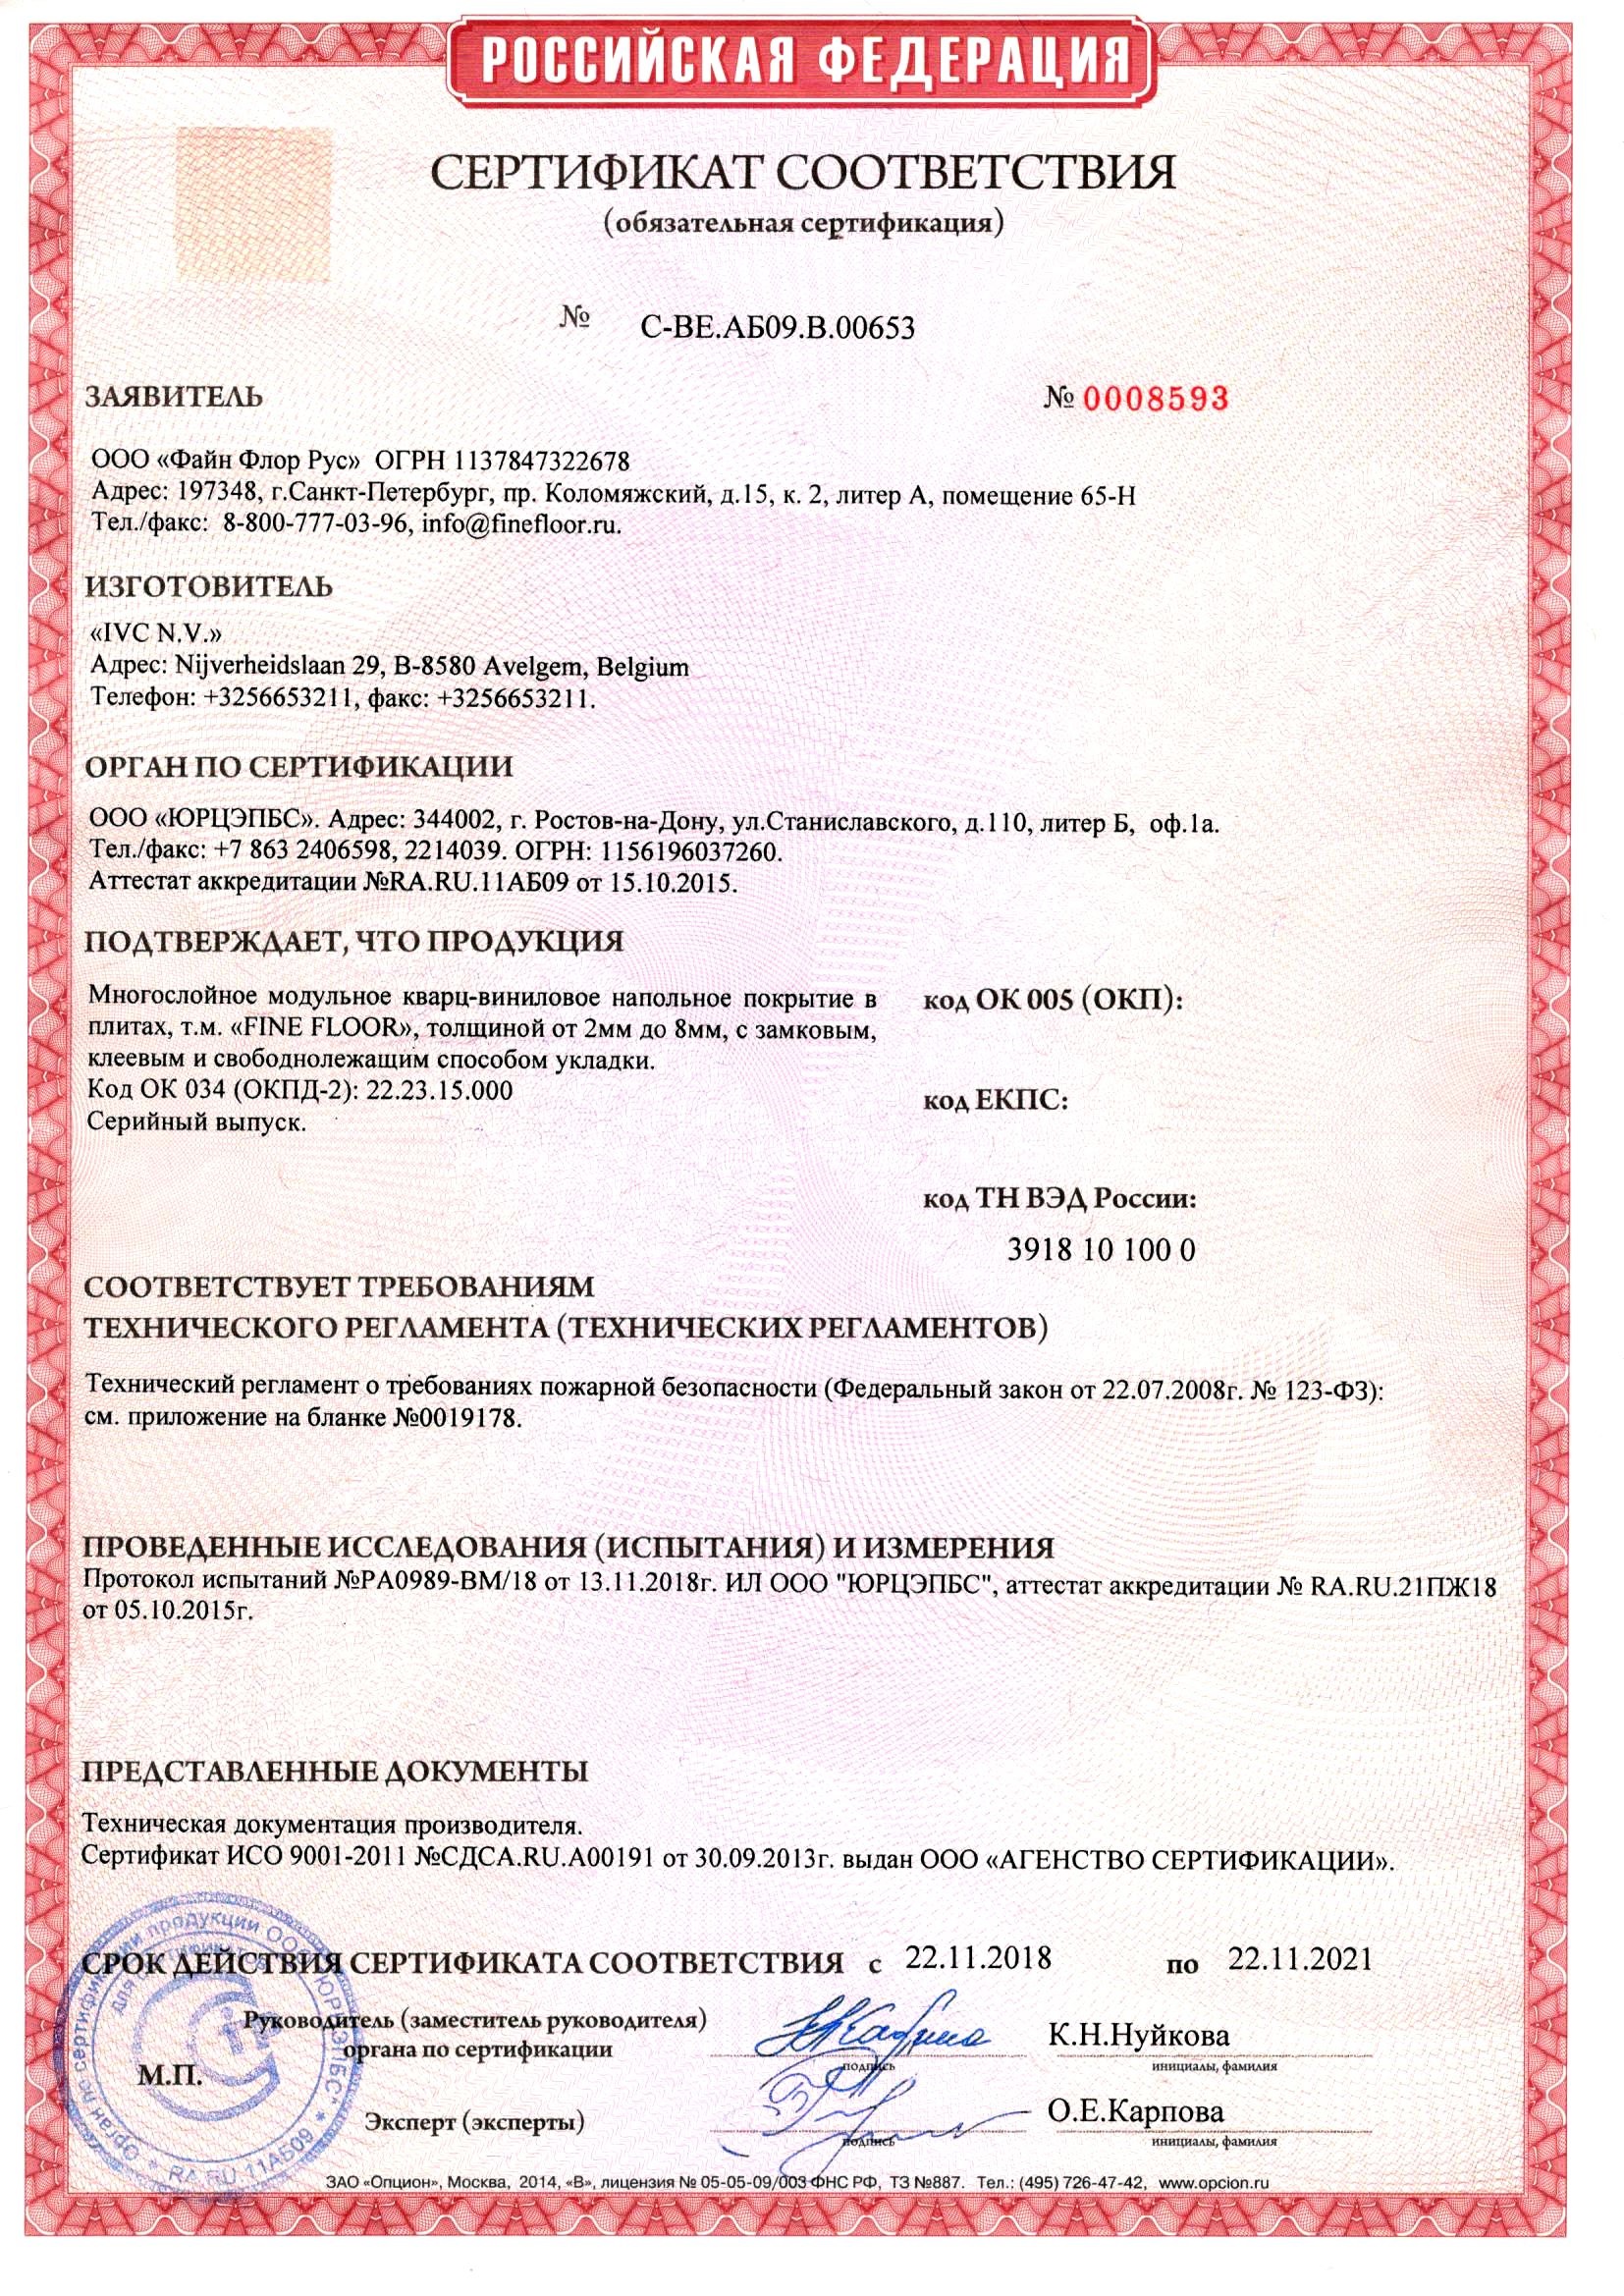 РОССИЙСКАЯ ФЕДЕРАЦИЯ
СЕРТИФИКАТ СООТВЕТСТВИЯ
(обязательная сертификация)
№ C-BE.АБ09.В.00653
ЗАЯВИТЕЛЬ
№ 0008593
ООО «Файн Флор Рус» ОГРН 1137847322678
Адрес: 197348, г.Санкт-Петербург, пр. Коломяжский, д.15, к. 2, литер А, помещение 65-Н
Тел./факс: 8-800-777-03-96, info@finefloor.ru.
ИЗГОТОВИТЕЛЬ
«IVC N.V.»
Адрес: Nijverheidslaan 29, B-8580 Avelgem, Belgium
Телефон: +3256653211, факс: +3256653211.
ОРГАН ПО СЕРТИФИКАЦИИ
ООО «ЮРЦЭПБС». Адрес: 344002, г. Ростов-на-Дону, ул.Станиславского, д.110, литер Б, оф.1а.
Тел./факс: +7 863 2406598, 2214039. ОГРН: 1156196037260.
Аттестат аккредитации №RA.RU.11АБ09 от 15.10.2015.
ПОДТВЕРЖДАЕТ, ЧТО ПРОДУКЦИЯ
Многослойное модульное кварц-виниловое напольное покрытие в
плитах, т.м. «FINE FLOOR», толщиной от 2мм до 8мм, с замковым,
клеевым и свободнолежащим способом укладки.
Код ОК 034 (ОКПД-2): 22.23.15.000
Серийный выпуск.
код ОК 005 (ОКП):
код ЕКПС:
код ТН ВЭД России:
3918 10 100 0
СООТВЕТСТВУЕТ ТРЕБОВАНИЯМ
ТЕХНИЧЕСКОГО РЕГЛАМЕНТА (ТЕХНИЧЕСКИХ РЕГЛАМЕНТОВ)
Технический регламент о требованиях пожарной безопасности (Федеральный закон от 22.07.2008г. № 123-ФЗ):
см. приложение на бланке №0019178.
ПРОВЕДЕННЫЕ ИССЛЕДОВАНИЯ (ИСПЫТАНИЯ) И ИЗМЕРЕНИЯ
Протокол испытаний №РА0989-ВМ/18 от 13.11.2018г. ИЛ ООО "ЮРЦЭПБС", аттестат аккредитации № RA.RU.21ПЖ18
от 05.10.2015г.
ПРЕДСТАВЛЕННЫЕ ДОКУМЕНТЫ
Техническая документация производителя.
Сертификат ИСО 9001-2011 №СДСА.RU.А00191 от 30.09.2013г. выдан ООО «АГЕНСТВО СЕРТИФИКАЦИИ».
СРОК ДЕЙСТВИЯ СЕРТИФИКАТА СООТВЕТСТВИЯ с 22.11.2018 по 22.11.2021
Руководитель (заместитель руководителя)
органа по сертификации
К.Н.Нуйкова
подпись
инициалы, фамилия
М.П.
Эксперт (эксперты)
О.Е.Карпова
подпись
инициалы, фамилия
Орган по сертификации продукции ООО "ЮРЦЭПБС" * RA.RU.11АБ09 *
ЗАО «Опцион», Москва, 2014, «В», лицензия № 05-05-09/003 ФНС РФ, ТЗ №887. Тел.: (495) 726-47-42, www.opcion.ru